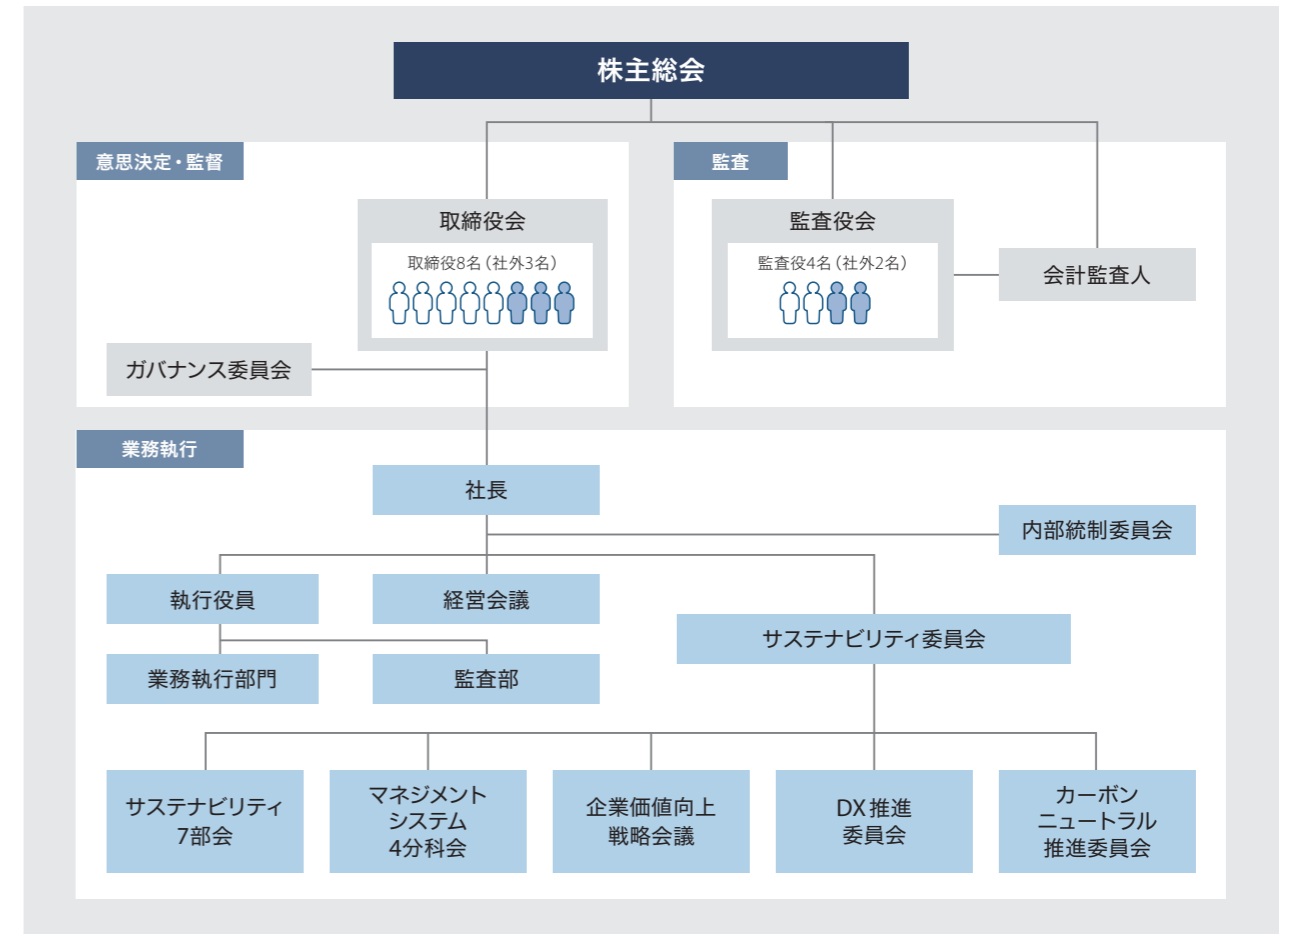 株主総会
意思決定・監督
監査
取締役会
取締役8名（社外3名）
監査役会
監査役4名（社外2名）
会計監査人
ガバナンス委員会
業務執行
社長
内部統制委員会
執行役員
経営会議
サステナビリティ委員会
業務執行部門
監査部
サステナビリティ
7部会
マネジメント
システム
4分科会
企業価値向上
戦略会議
DX推進
委員会
カーボン
ニュートラル
推進委員会